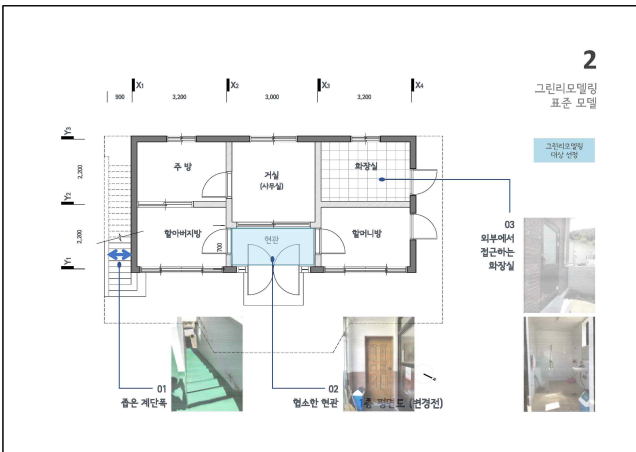 2
그린리모델링
표준 모델
그린리모델링
대상 선정
X1
X2
X3
X4
900
3,200
3,000
3,200
Y3
2,200
Y2
2,200
Y1
주 방
거실
(사무실)
화장실
할아버지방
700
현관
할머니방
03
외부에서
접근하는
화장실
01
좁은 계단폭
02
협소한 현관
1층 평면도 (변경전)